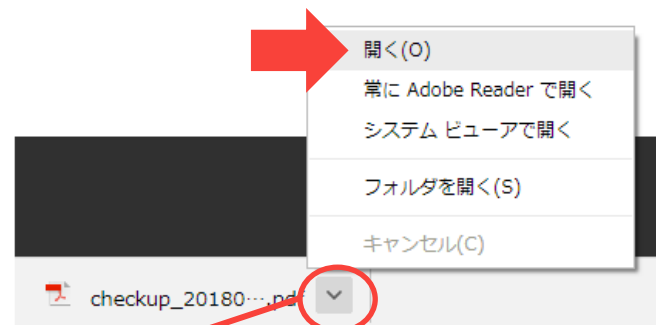 開く(O)
常に Adobe Reader で開く
システム ビューアで開く
フォルダを開く(S)
キャンセル(C)
checkup_20180….pdf